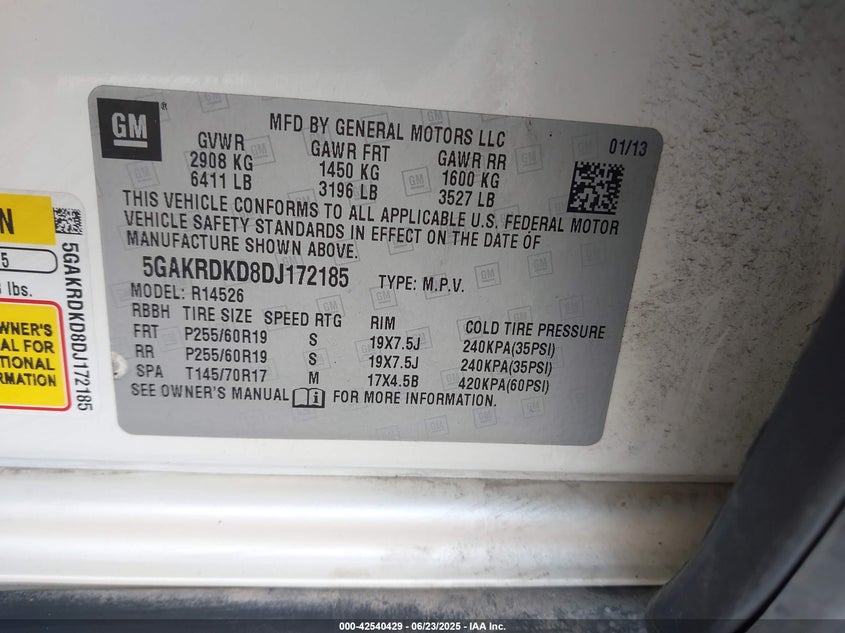 GM
®
MFD BY GENERAL MOTORS LLC
01/13
GVWR GAWR FRT GAWR RR
2908 KG 1450 KG 1600 KG
6411 LB 3196 LB 3527 LB
THIS VEHICLE CONFORMS TO ALL APPLICABLE U.S. FEDERAL MOTOR
VEHICLE SAFETY STANDARDS IN EFFECT ON THE DATE OF
MANUFACTURE SHOWN ABOVE.
5GAKRDKD8DJ172185 TYPE: M.P.V.
MODEL: R14526
RBBH TIRE SIZE SPEED RTG RIM COLD TIRE PRESSURE
FRT P255/60R19 S 19X7.5J 240KPA(35PSI)
RR P255/60R19 S 19X7.5J 240KPA(35PSI)
SPA T145/70R17 M 17X4.5B 420KPA(60PSI)
SEE OWNER'S MANUAL FOR MORE INFORMATION.
N
5
lbs.
OWNER'S
AL FOR
TIONAL
RMATION
5GAKRDKD8DJ172185
000-42540429 - 06/23/2025 - IAA Inc.